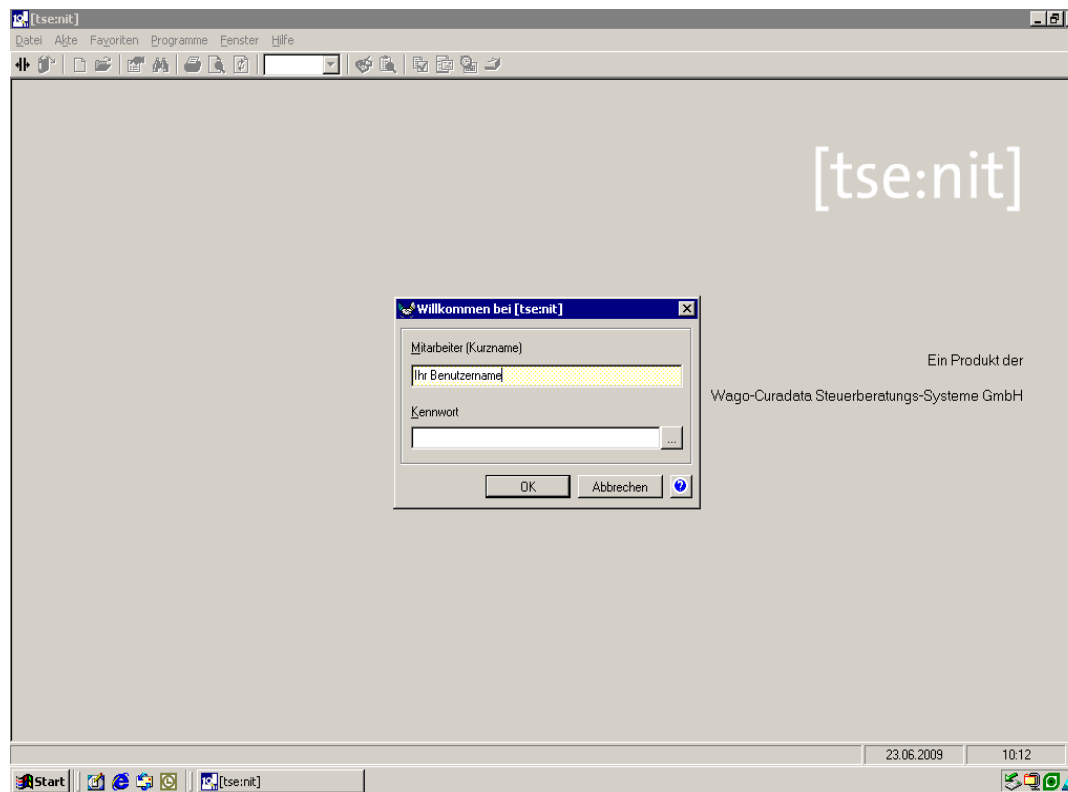 [tse:nit]
Datei Akte Favoriten Programme Fenster Hilfe
[tse:nit]
Willkommen bei [tse:nit]
Mitarbeiter (Kurzname)
Ihr Benutzername
Kennwort
...
OK Abbrechen ?
Ein Produkt der
Wago-Curadata Steuerberatungs-Systeme GmbH
23.06.2009 10:12
Start [tse:nit]